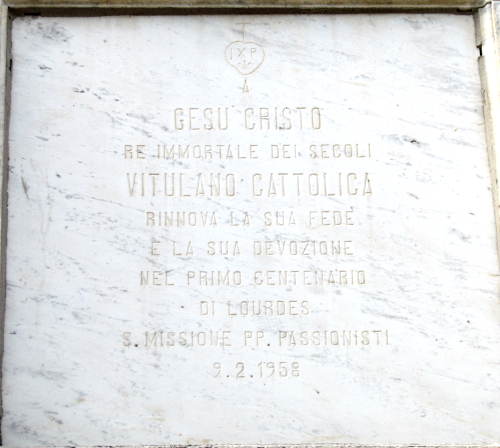 IXP
A
GESU CRISTO
RE IMMORTALE DEI SECOLI
VITULANO CATTOLICA
RINNOVA LA SUA FEDE
E LA SUA DEVOZIONE
NEL PRIMO CENTENARIO
DI LOURDES
S. MISSIONE PP. PASSIONISTI
9.2.1958